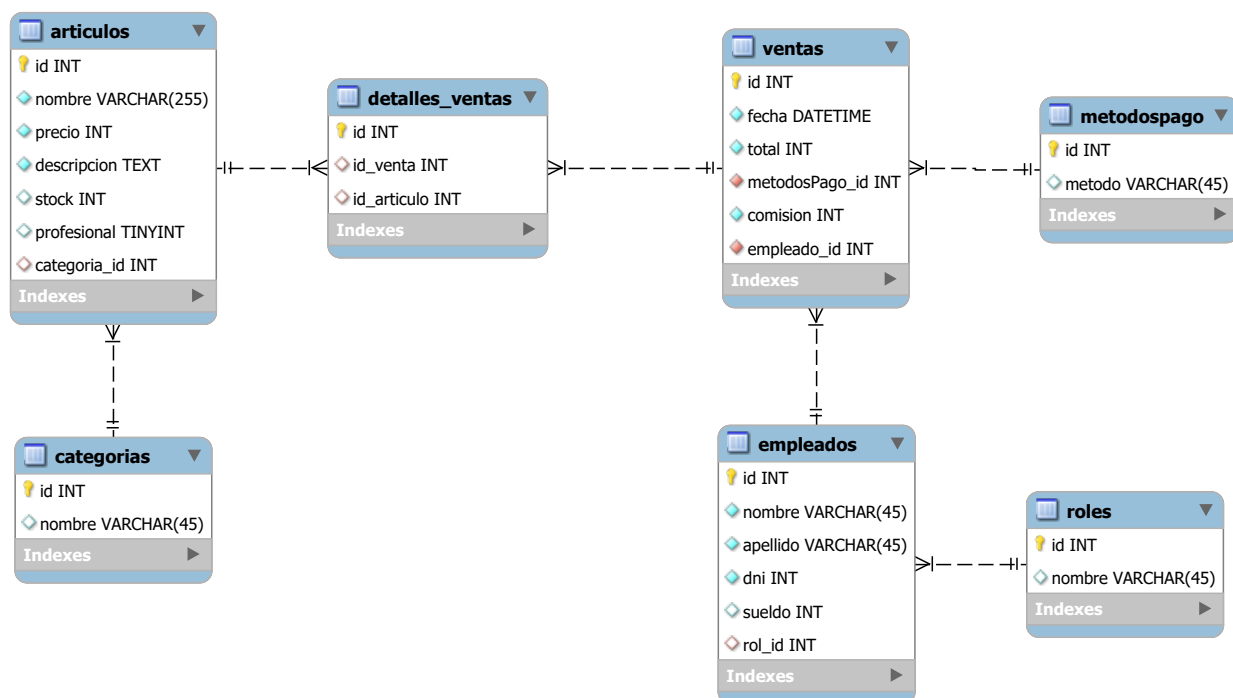 articulos
id INT
nombre VARCHAR(255)
precio INT
descripcion TEXT
stock INT
profesional TINYINT
categoria_id INT
Indexes
detalles_ventas
id INT
id_venta INT
id_articulo INT
Indexes
ventas
id INT
fecha DATETIME
total INT
metodosPago_id INT
comision INT
empleado_id INT
Indexes
metodospago
id INT
metodo VARCHAR(45)
Indexes
categorias
id INT
nombre VARCHAR(45)
Indexes
empleados
id INT
nombre VARCHAR(45)
apellido VARCHAR(45)
dni INT
sueldo INT
rol_id INT
Indexes
roles
id INT
nombre VARCHAR(45)
Indexes